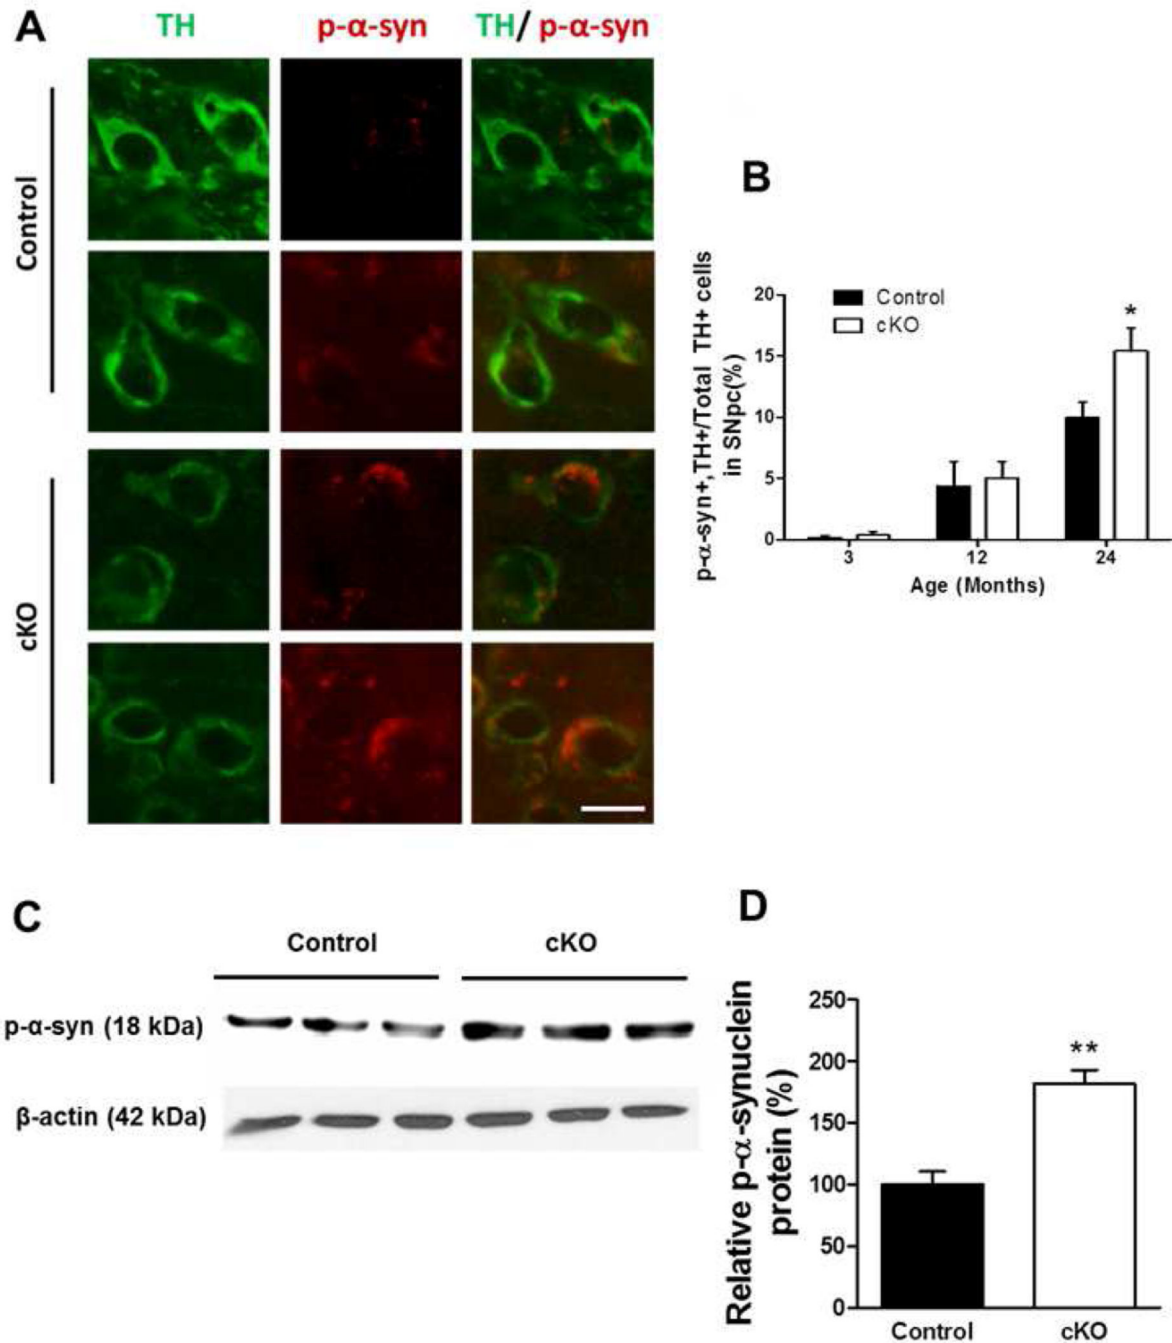 A
TH
p-α-syn
TH/ p-α-syn
Control
cKO
B
p-α-syn+,TH+/Total TH+ cells
in SNpc(%)
20
15
10
5
0
Control
cKO
*
3
12
24
Age (Months)
C
Control
cKO
p-α-syn (18 kDa)
β-actin (42 kDa)
D
Relative p-α-synuclein
protein (%)
250
200
150
100
50
0
**
Control
cKO